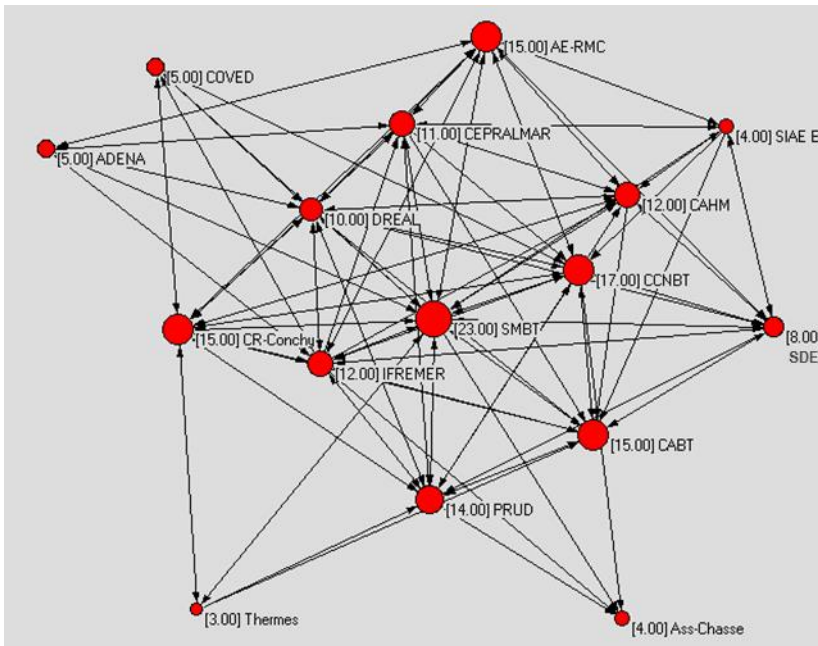 [15.00] AE-RMC
[5.00] COVED
[11.00] CEPRALMAR
[4.00] SIAE E
[5.00] ADENA
[12.00] CAHM
[10.00] DREAL
[17.00] CCNBT
[23.00] SMBT
[8.00]
SDE
[15.00] CR-Conchy
[12.00] IFREMER
[15.00] CABT
[14.00] PRUD
[3.00] Thermes
[4.00] Ass-Chasse